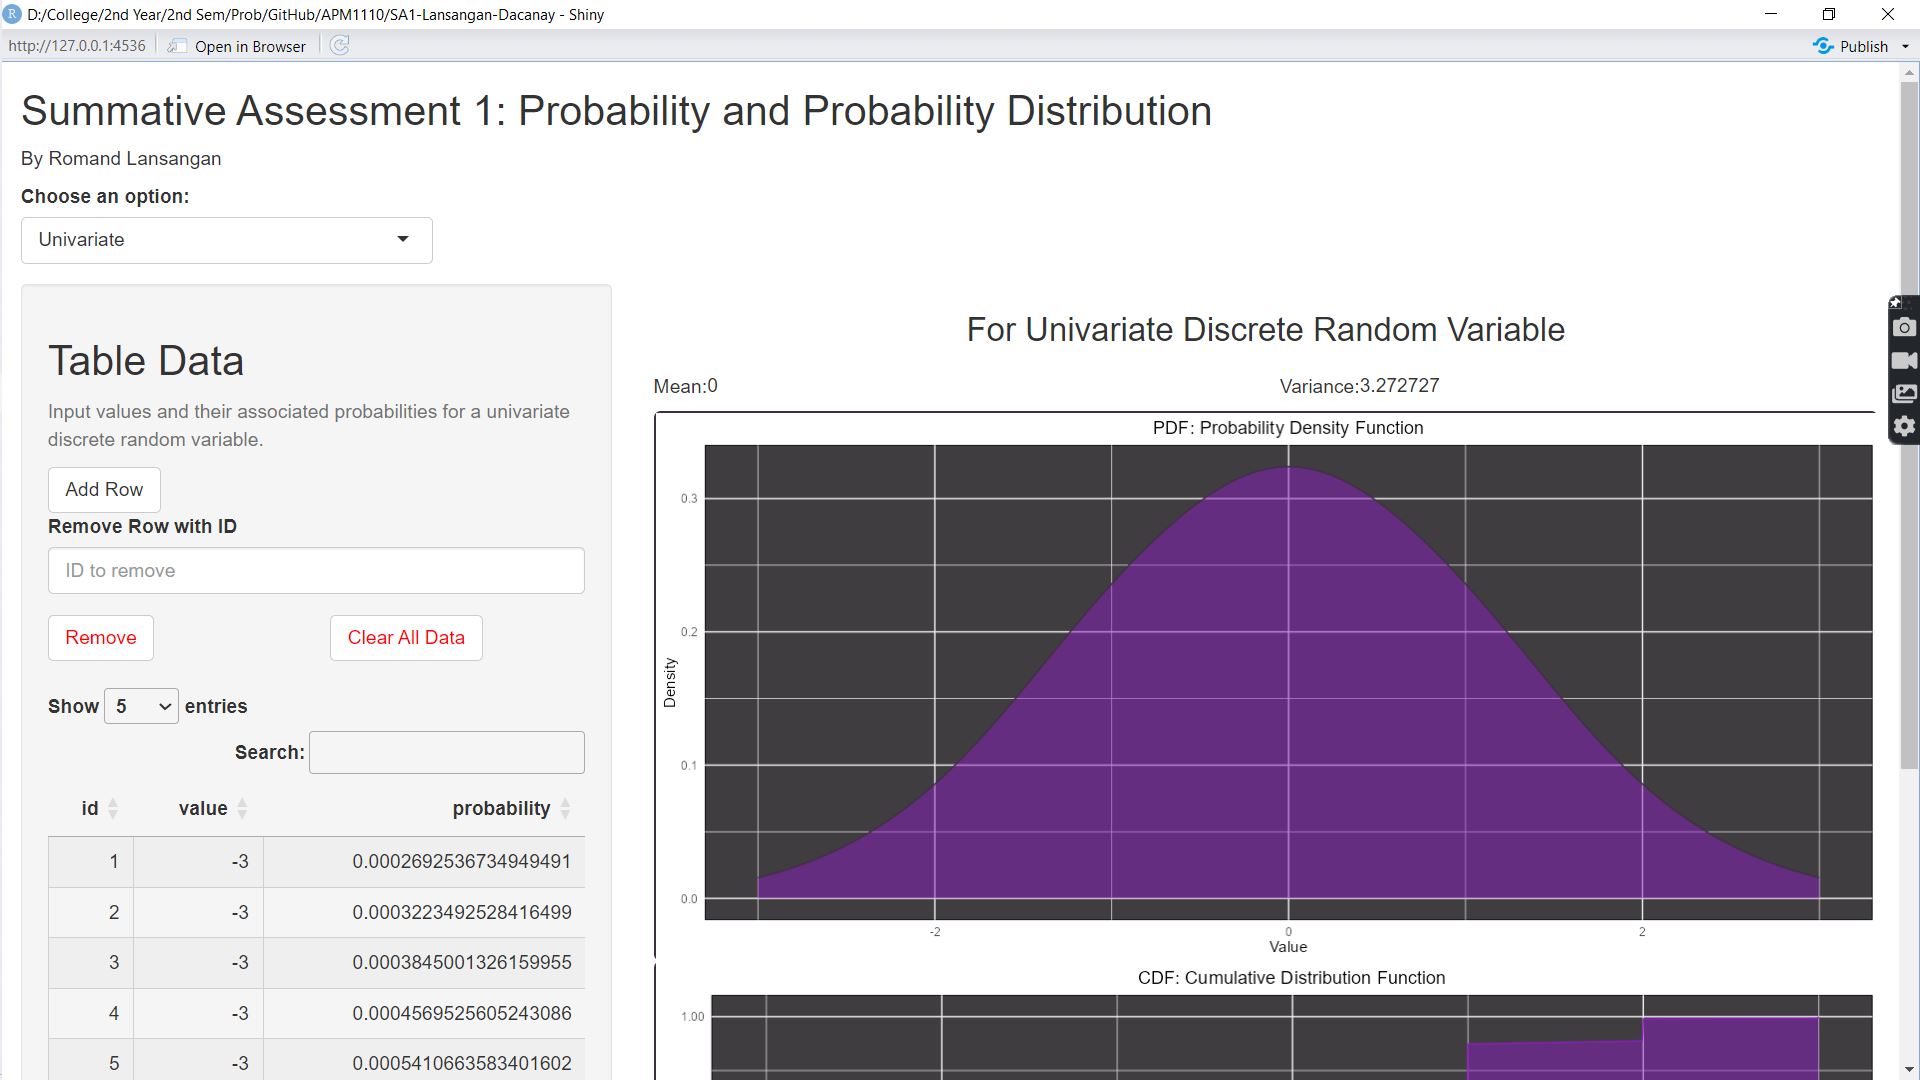 D:/College/2nd Year/2nd Sem/Prob/GitHub/APM1110/SA1-Lansangan-Dacanay - Shiny
http://127.0.0.1:4536 Open in Browser Publish
Summative Assessment 1: Probability and Probability Distribution
By Romand Lansangan
Choose an option:
Univariate
Table Data
Input values and their associated probabilities for a univariate
discrete random variable.
Add Row
Remove Row with ID
ID to remove
Remove Clear All Data
Show 5 entries
Search:
id value probability
1 -3 0.0002692536734949491
2 -3 0.000322349252841649​9
3 -3 0.0003845001326159955
4 -3 0.00045695256052430​86
5 -3 0.0005410663583401602
For Univariate Discrete Random Variable
Mean:0 Variance:3.272727
PDF: Probability Density Function
0.3
0.2
0.1
0.0
Density
-2 0 2
Value
CDF: Cumulative Distribution Function
1.00